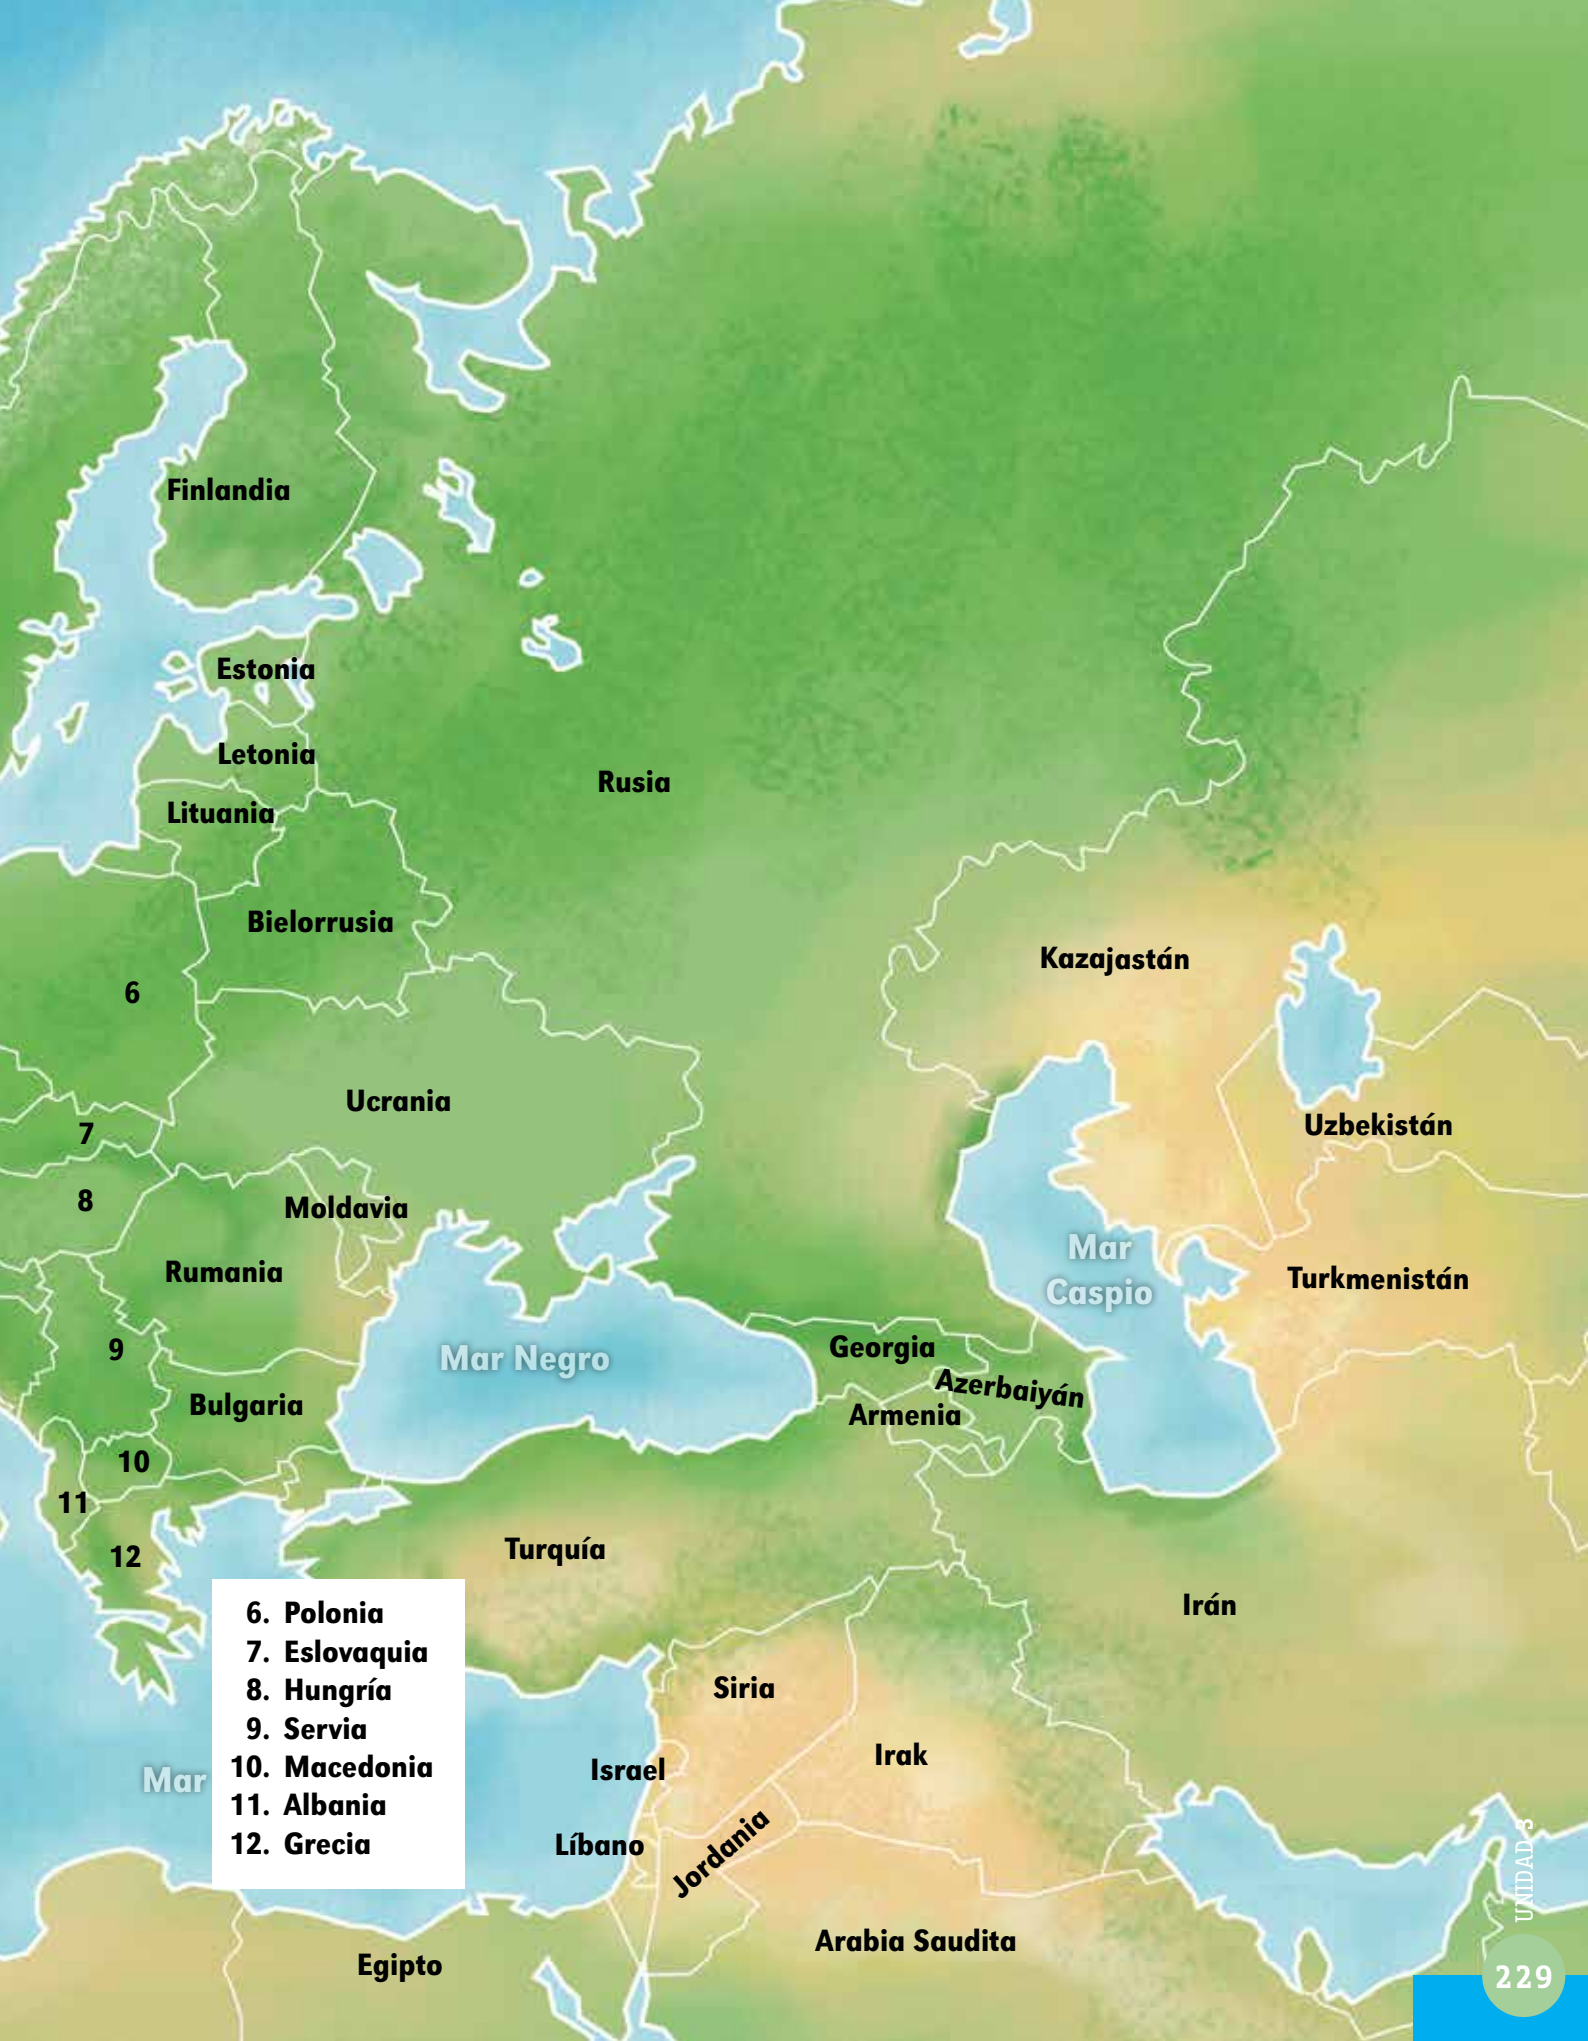 Finlandia
Estonia
Letonia
Rusia
Lituania
Bielorrusia
Kazajastán
6
Ucrania
Uzbekistán
7
8
Moldavia
Mar
Caspio
Rumania
Turkmenistán
9
Mar Negro
Georgia
Azerbaiyán
Bulgaria
Armenia
10
11
12
Turquía
Irán
6. Polonia
7. Eslovaquia
8. Hungría
9. Servia
10. Macedonia
11. Albania
12. Grecia
Siria
Irak
Israel
Mar
Líbano
Jordania
Arabia Saudita
Egipto
UNIDAD 3
229